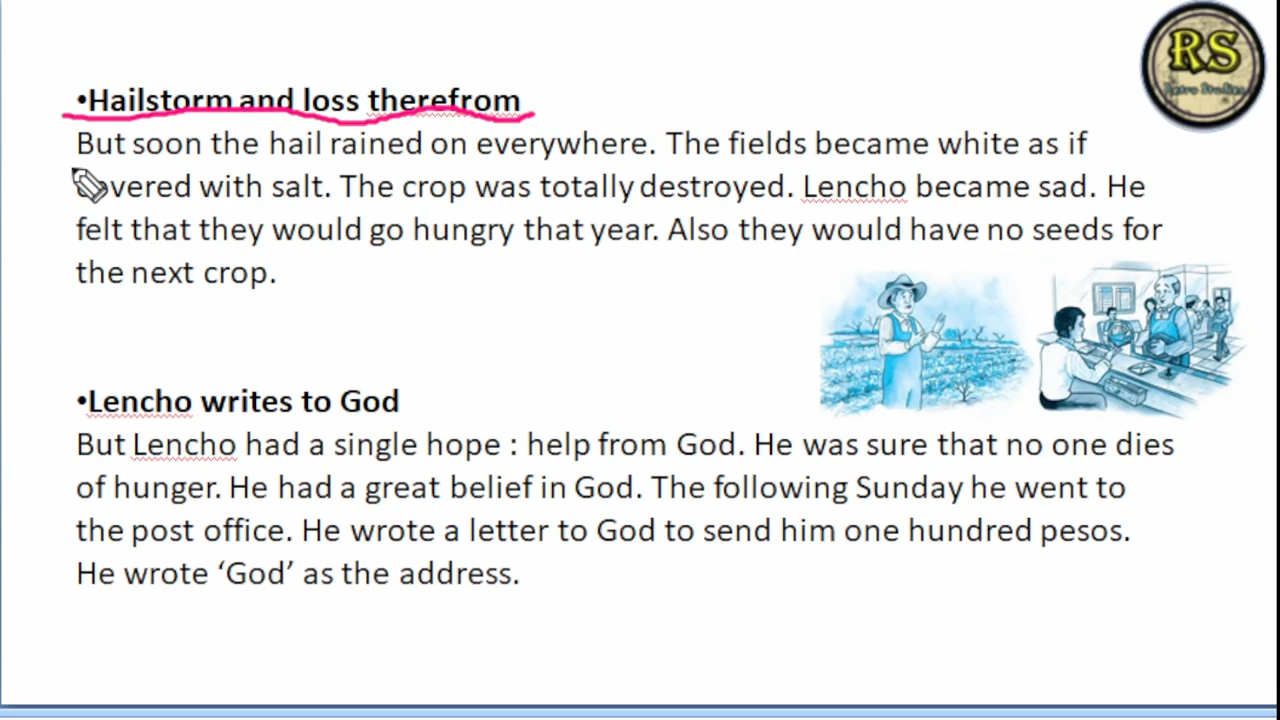 RS
Retro Studies
•Hailstorm and loss therefrom
But soon the hail rained on everywhere. The fields became white as if
vered with salt. The crop was totally destroyed. Lencho became sad. He
felt that they would go hungry that year. Also they would have no seeds for
the next crop.
•Lencho writes to God
But Lencho had a single hope : help from God. He was sure that no one dies
of hunger. He had a great belief in God. The following Sunday he went to
the post office. He wrote a letter to God to send him one hundred pesos.
He wrote ‘God’ as the address.